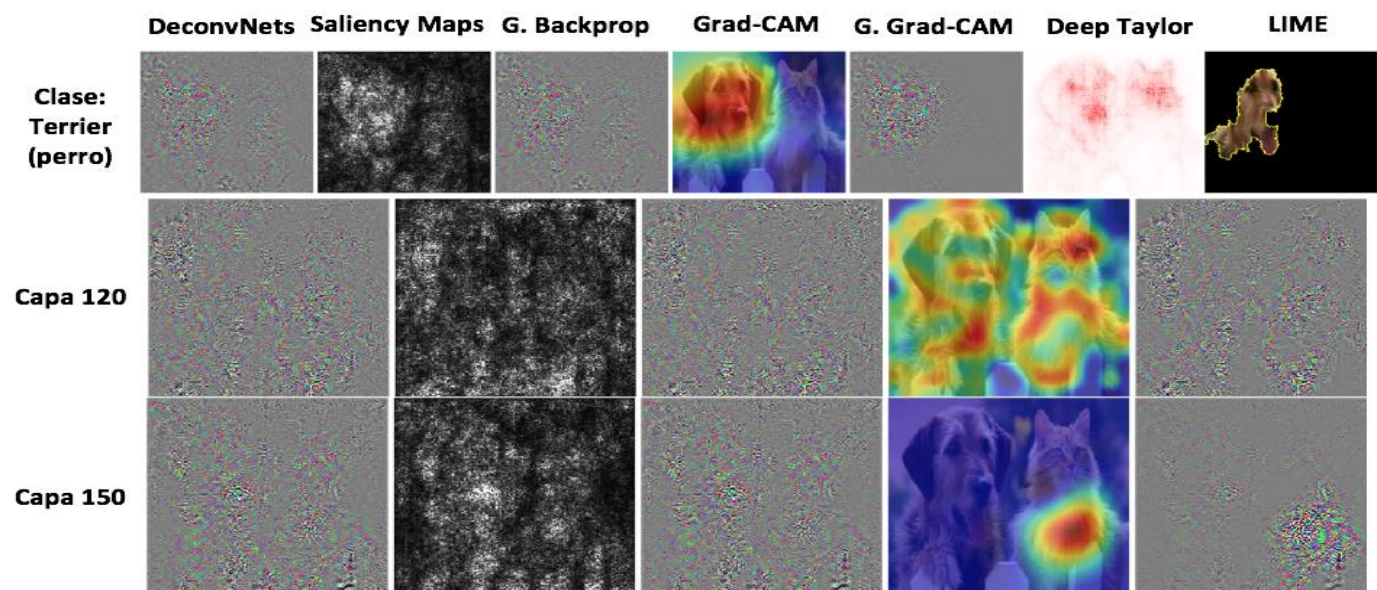 DeconvNets Saliency Maps G. Backprop Grad-CAM G. Grad-CAM Deep Taylor LIME
Clase:
Terrier
(perro)
Capa 120
Capa 150